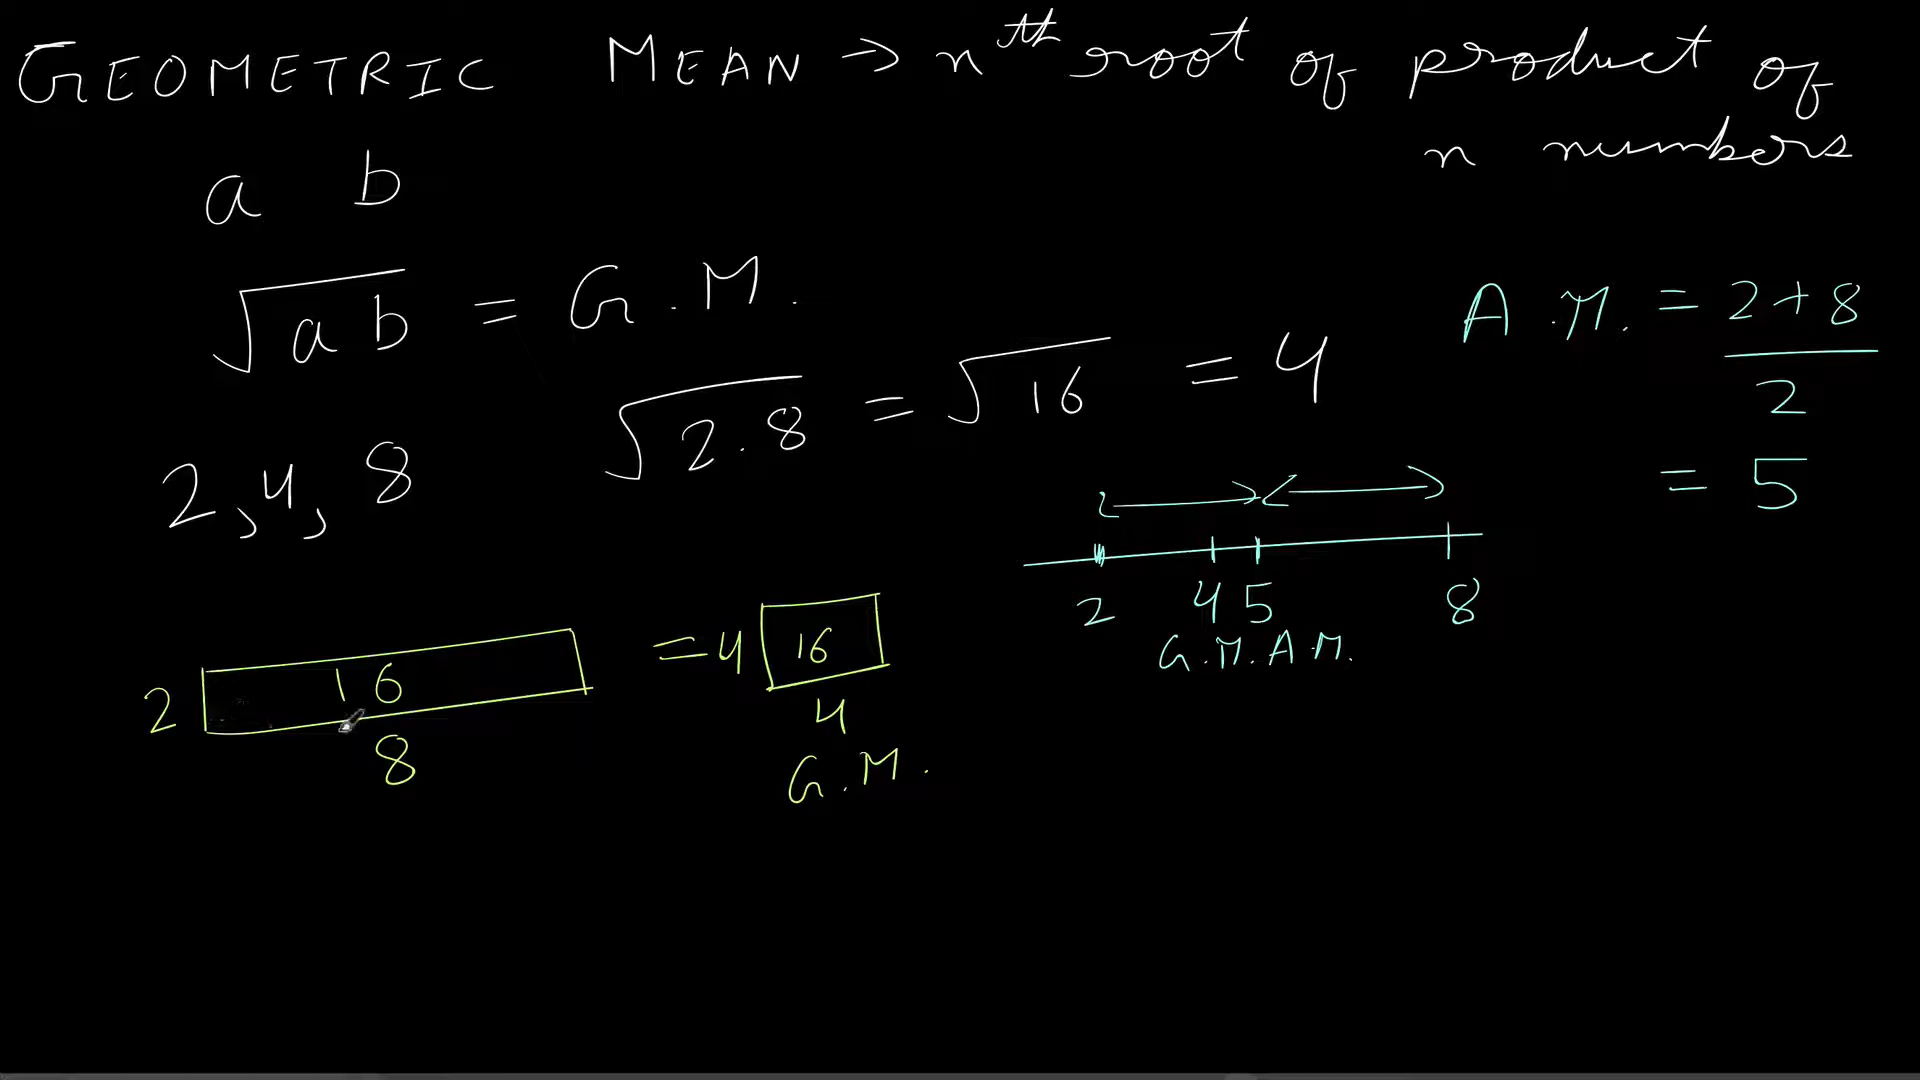 GEOMETRIC MEAN → nth root of product of
n numbers
a b
√ab = G.M.
A.M. = 2+8
2
= 5
√2.8 = √16 = 4
2,4,8
2 4 5 8
G.M. A.M.
2 16
8
= 4 16
4
G.M.